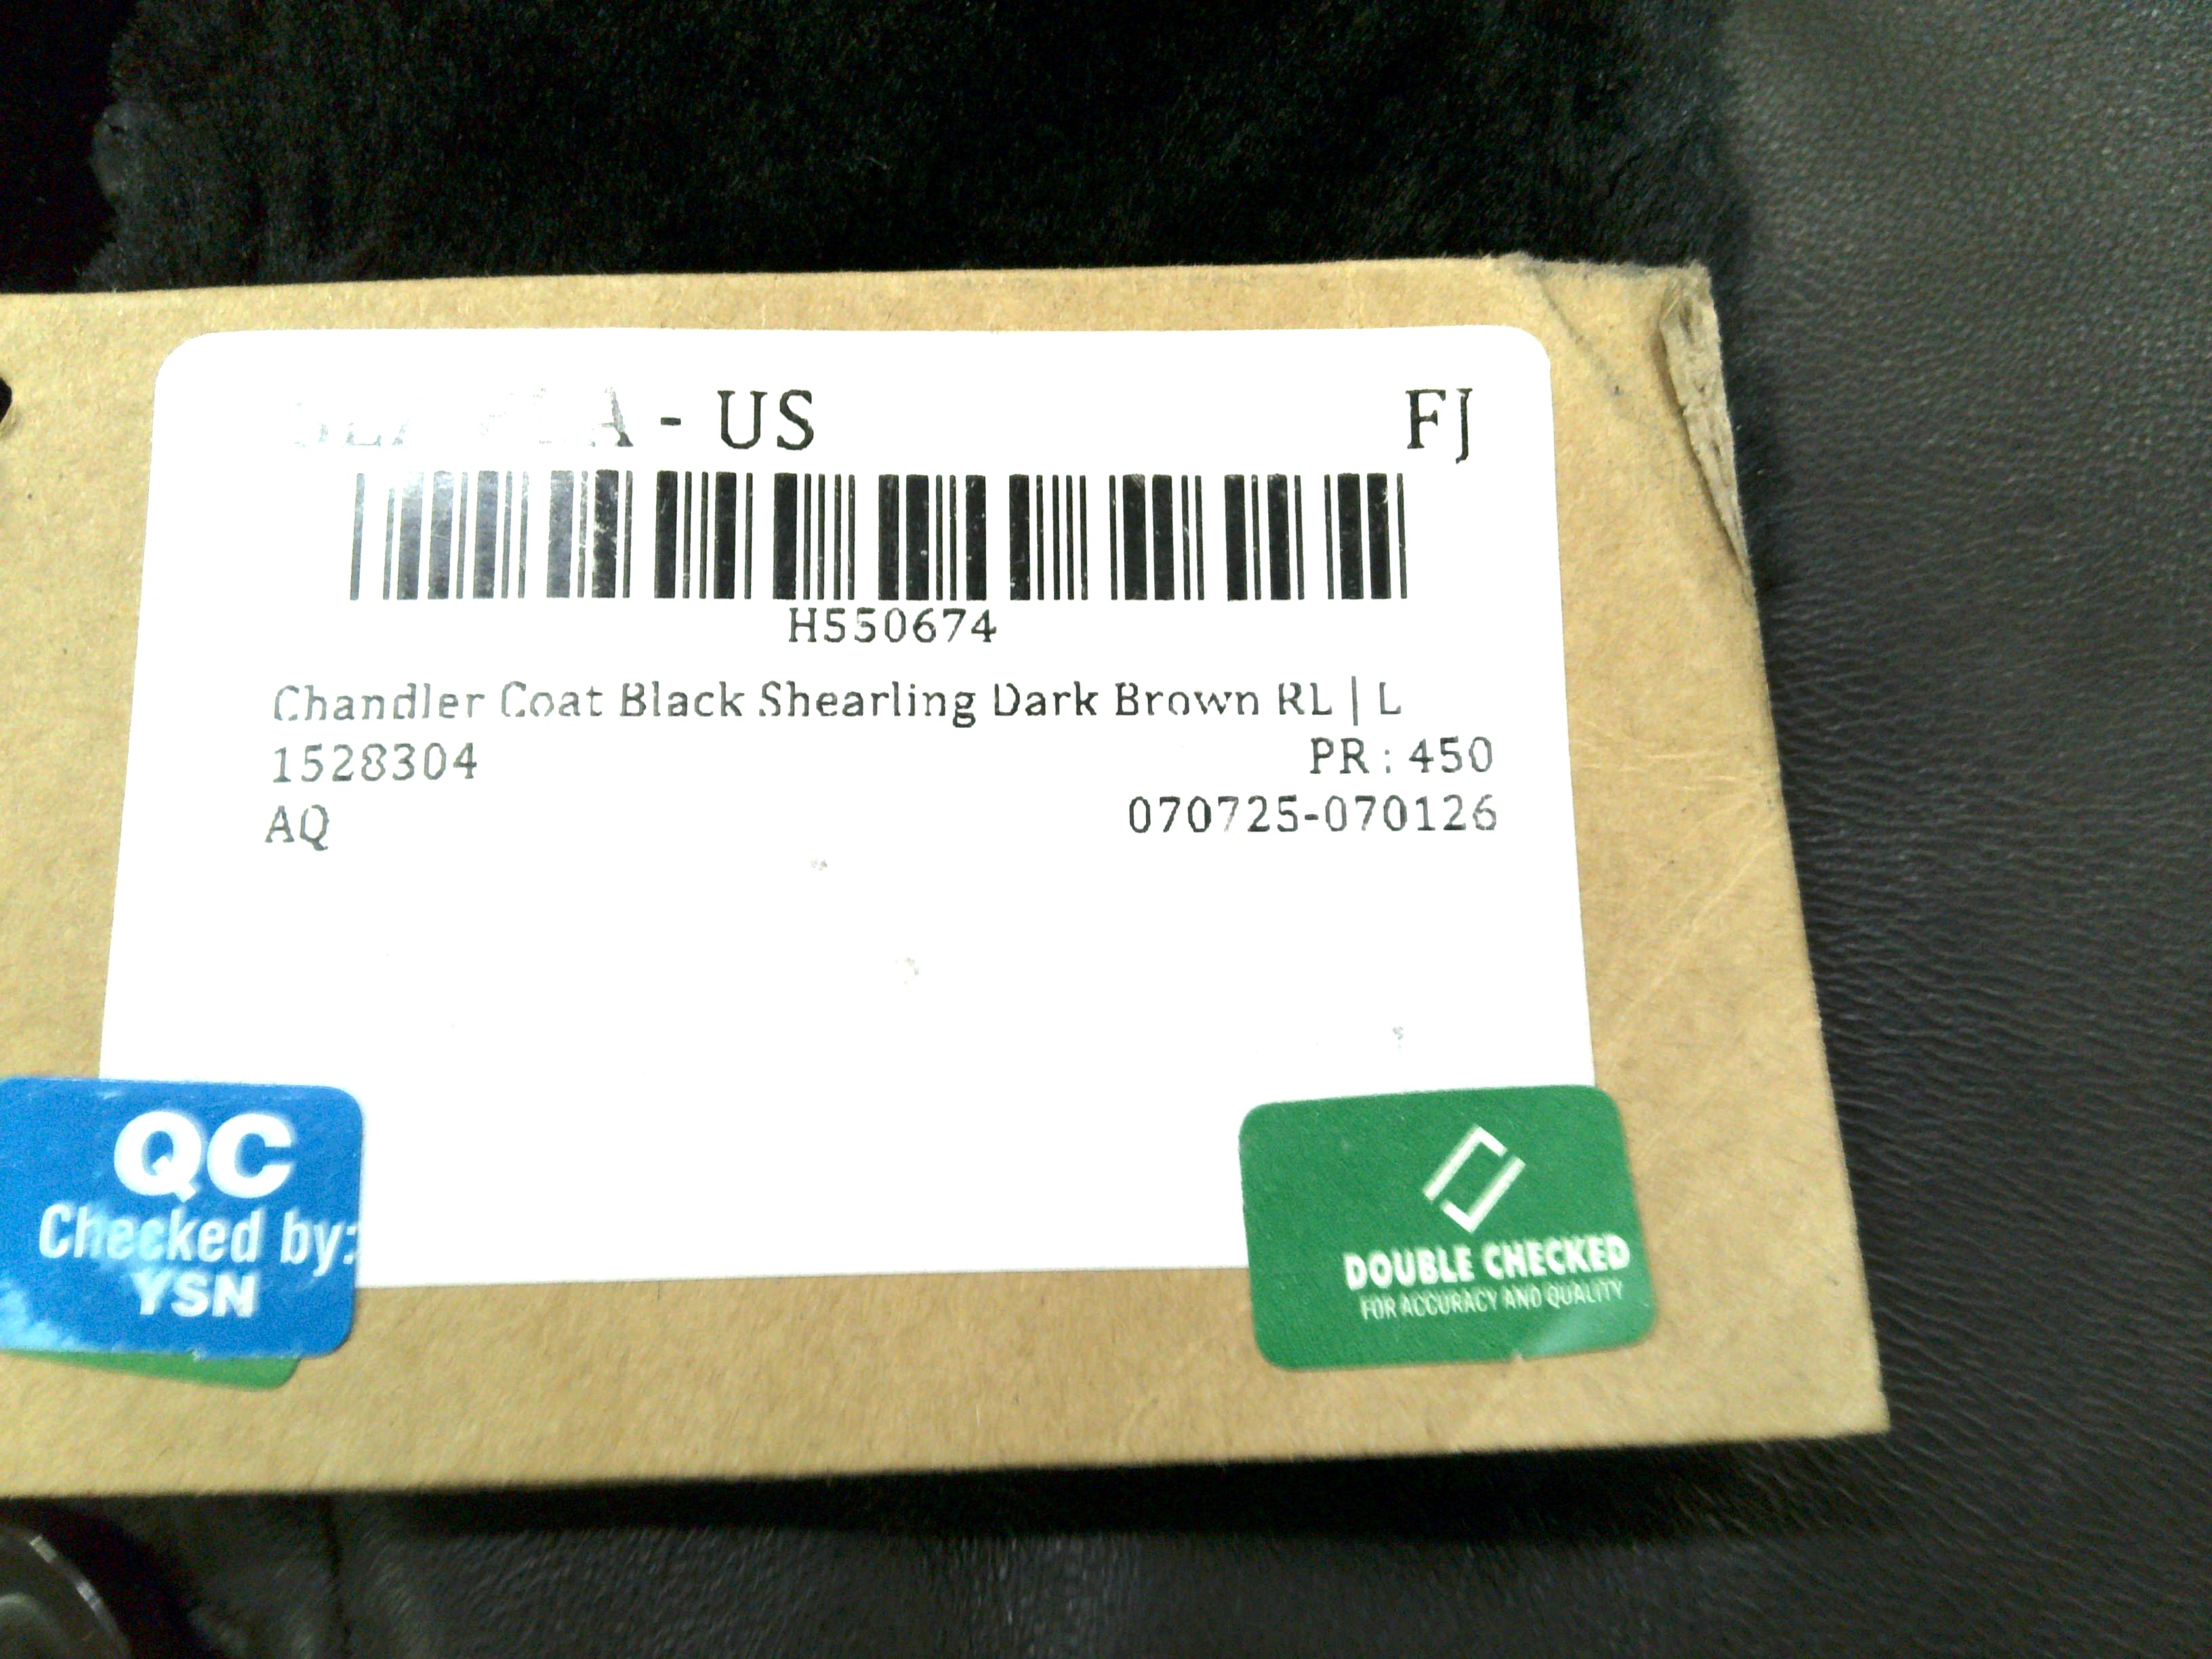 - US
FJ
H550674
Chandler Coat Black Shearling Dark Brown RL | L
1528304
PR : 450
AQ
070725-070126
QC
Checked by:
YSN
DOUBLE CHECKED
FOR ACCURACY AND QUALITY